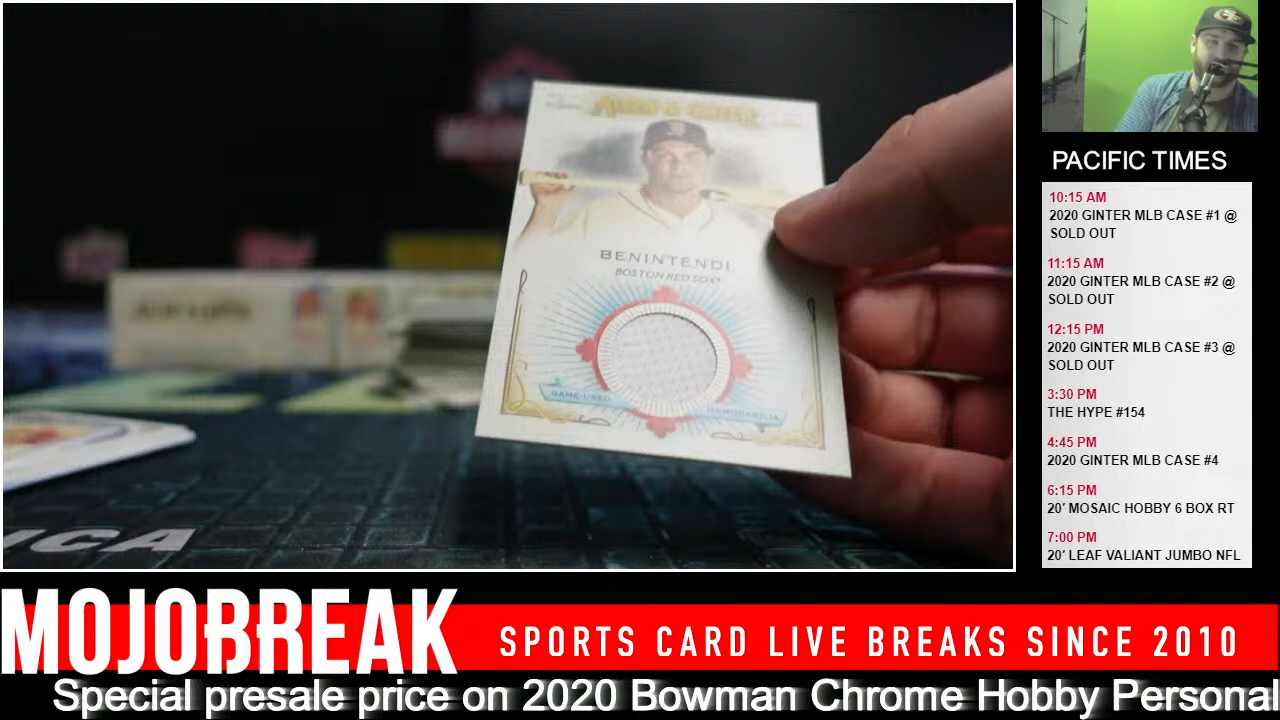 ALLEN & GINTER
BENINTENDI
BOSTON RED SOX
GAME-USED
MEMORABILIA
PACIFIC TIMES
10:15 AM
2020 GINTER MLB CASE #1 @
SOLD OUT
11:15 AM
2020 GINTER MLB CASE #2 @
SOLD OUT
12:15 PM
2020 GINTER MLB CASE #3 @
SOLD OUT
3:30 PM
THE HYPE #154
4:45 PM
2020 GINTER MLB CASE #4
6:15 PM
20' MOSAIC HOBBY 6 BOX RT
7:00 PM
20' LEAF VALIANT JUMBO NFL
MOJOBREAK
SPORTS CARD LIVE BREAKS SINCE 2010
Special presale price on 2020 Bowman Chrome Hobby Personal